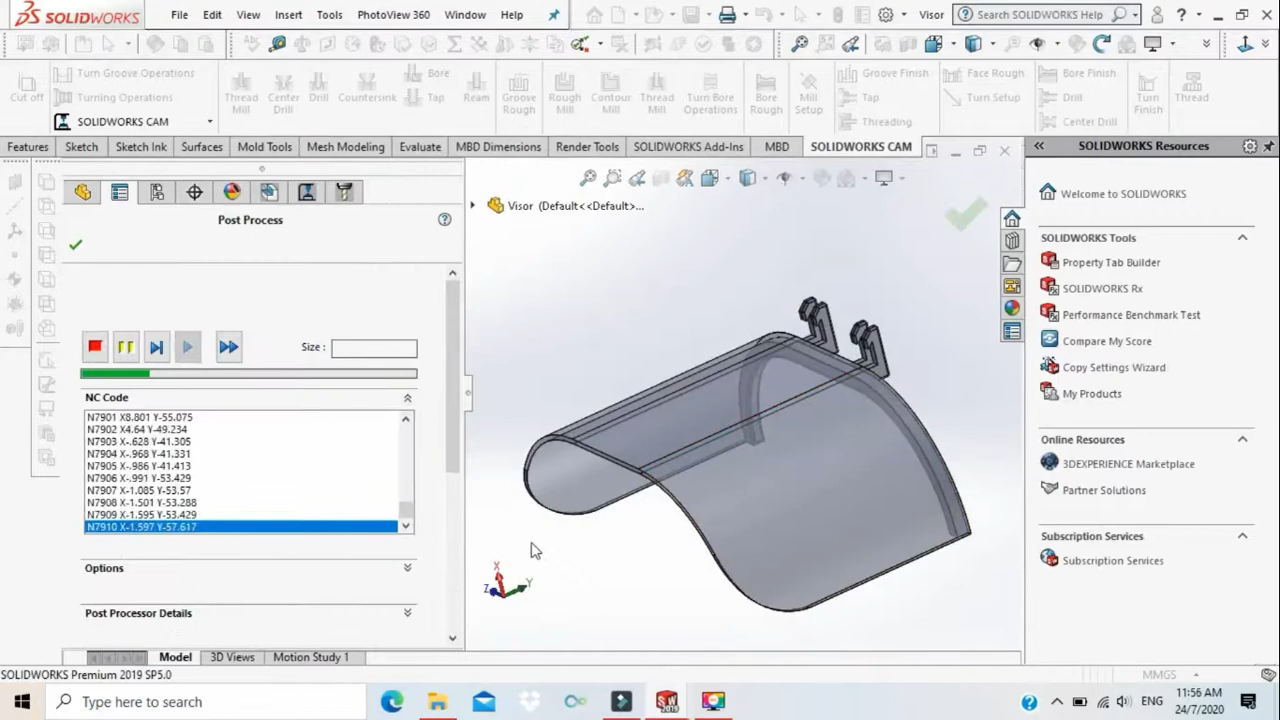 SOLIDWORKS File Edit View Insert Tools PhotoView 360 Window Help Visor Search SOLIDWORKS Help ?
Cut off
Turn Groove Operations
Turning Operations
SOLIDWORKS CAM
Thread Mill
Center Drill
Drill
Countersink
Bore
Tap
Ream
Groove Rough
Rough Mill
Contour Mill
Thread Mill
Turn Bore Operations
Bore Rough
Mill Setup
Groove Finish
Tap
Threading
Face Rough
Turn Setup
Bore Finish
Drill
Center Drill
Turn Finish
Thread
Features Sketch Sketch Ink Surfaces Mold Tools Mesh Modeling Evaluate MBD Dimensions Render Tools SOLIDWORKS Add-Ins MBD SOLIDWORKS CAM
Post Process
Size :
NC Code
N7901 X8.801 Y-55.075
N7902 X4.64 Y-49.234
N7903 X-.628 Y-41.305
N7904 X-.968 Y-41.331
N7905 X-.986 Y-41.413
N7906 X-.991 Y-53.429
N7907 X-1.085 Y-53.57
N7908 X-1.501 Y-53.288
N7909 X-1.595 Y-53.429
N7910 X-1.597 Y-57.617
Options
Post Processor Details
Visor (Default<<Default>...
X
Y
Z
SOLIDWORKS Resources
Welcome to SOLIDWORKS
SOLIDWORKS Tools
Property Tab Builder
SOLIDWORKS Rx
Performance Benchmark Test
Compare My Score
Copy Settings Wizard
My Products
Online Resources
3DEXPERIENCE Marketplace
Partner Solutions
Subscription Services
Subscription Services
Model 3D Views Motion Study 1
SOLIDWORKS Premium 2019 SP5.0
MMGS
Type here to search
ENG
11:56 AM
24/7/2020